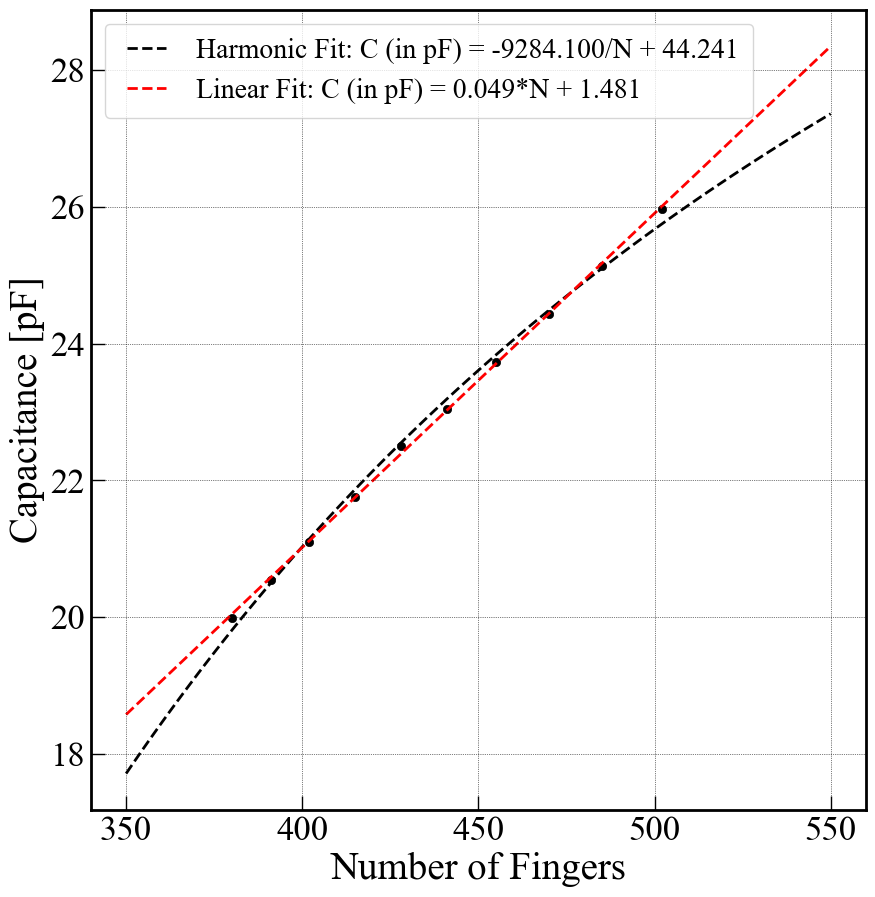 Harmonic Fit: C (in pF) = -9284.100/N + 44.241
Linear Fit: C (in pF) = 0.049*N + 1.481
28
26
24
22
20
18
Capacitance [pF]
350 400 450 500 550
Number of Fingers